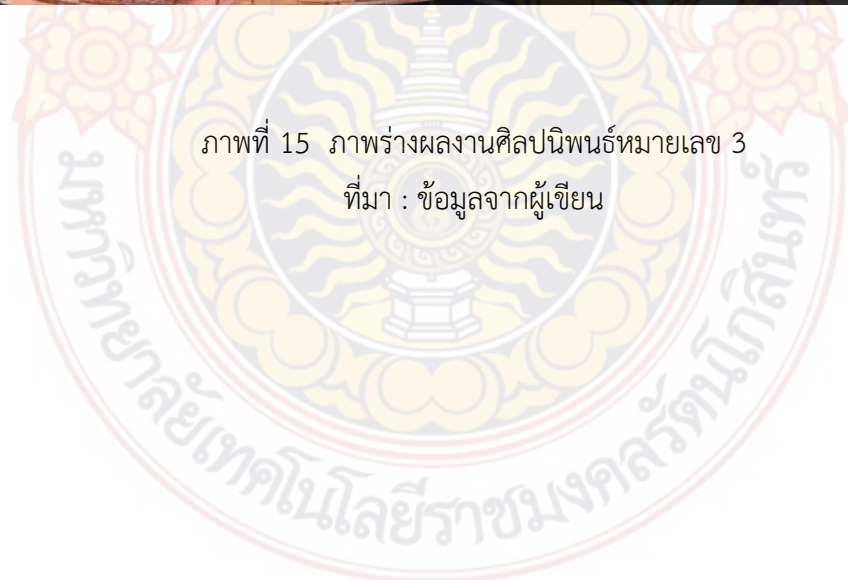 ภาพที่ 15 ภาพร่างผลงานศิลปนิพนธ์หมายเลข 3
ที่มา : ข้อมูลจากผู้เขียน
มหาวิทยาลัยเทคโนโลยีราชมงคลรัตนโกสินทร์